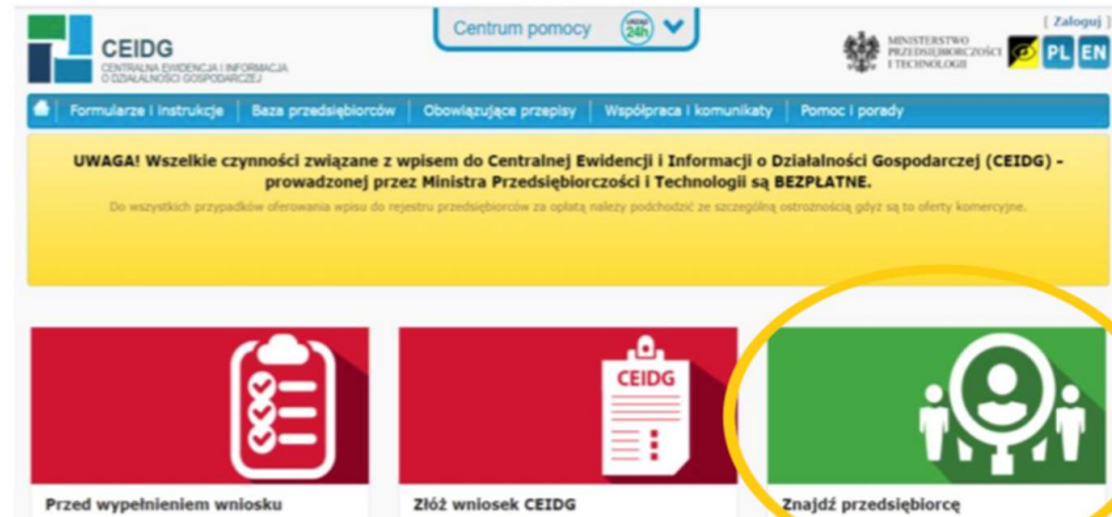 Centrum pomocy
URZĄD
24h
[ Zaloguj ]
CEIDG
CENTRALNA EWIDENCJA I INFORMACJA
O DZIAŁALNOŚCI GOSPODARCZEJ
MINISTERSTWO
PRZEDSIĘBIORCZOŚCI
I TECHNOLOGII
PL EN
Formularze i instrukcje Baza przedsiębiorców Obowiązujące przepisy Współpraca i komunikaty Pomoc i porady
UWAGA! Wszelkie czynności związane z wpisem do Centralnej Ewidencji i Informacji o Działalności Gospodarczej (CEIDG) –
prowadzonej przez Ministra Przedsiębiorczości i Technologii są BEZPŁATNE.
Do wszystkich przypadków oferowania wpisu do rejestru przedsiębiorców za opłatą należy podchodzić ze szczególną ostrożnością gdyż są to oferty komercyjne.
CEIDG
Przed wypełnieniem wniosku
Złóż wniosek CEIDG
Znajdź przedsiębiorcę